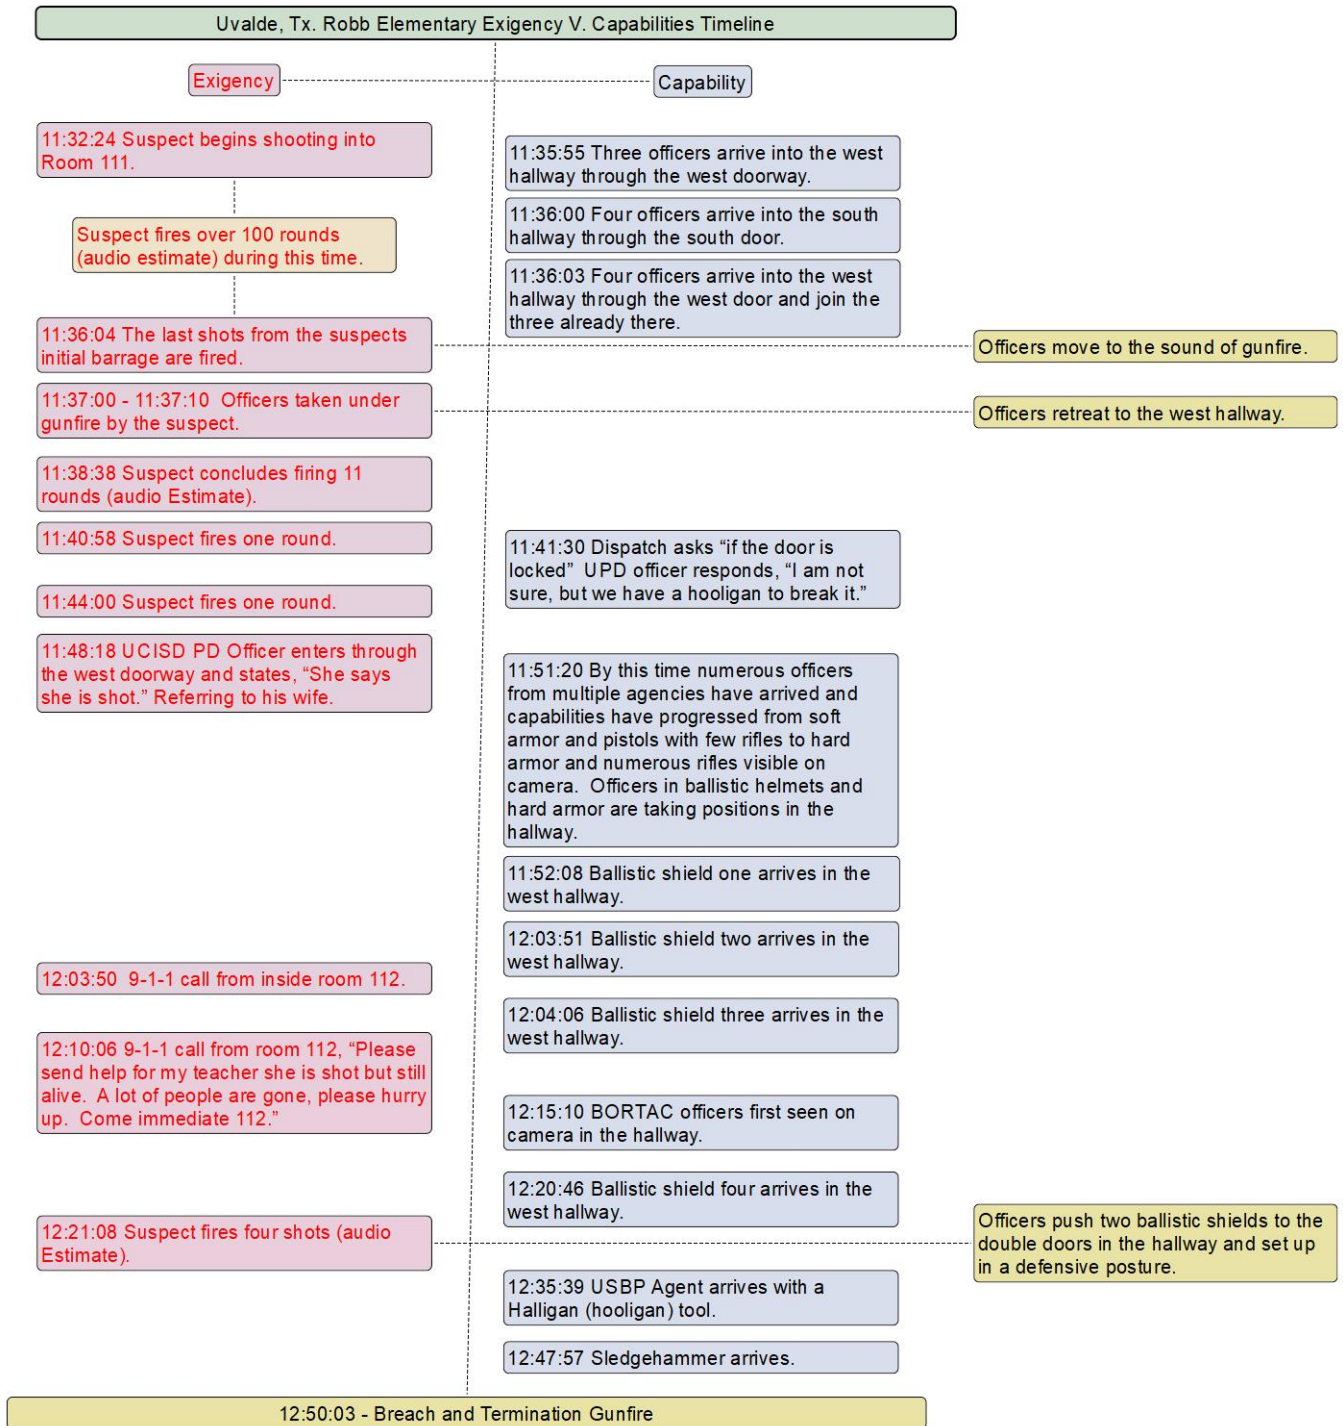 Uvalde, Tx. Robb Elementary Exigency V. Capabilities Timeline
Exigency
Capability
11:32:24 Suspect begins shooting into
Room 111.
11:35:55 Three officers arrive into the west
hallway through the west doorway.
11:36:00 Four officers arrive into the south
hallway through the south door.
Suspect fires over 100 rounds
(audio estimate) during this time.
11:36:03 Four officers arrive into the west
hallway through the west door and join the
three already there.
11:36:04 The last shots from the suspects
initial barrage are fired.
Officers move to the sound of gunfire.
11:37:00 - 11:37:10  Officers taken under
gunfire by the suspect.
Officers retreat to the west hallway.
11:38:38 Suspect concludes firing 11
rounds (audio Estimate).
11:40:58 Suspect fires one round.
11:41:30 Dispatch asks “if the door is
locked”  UPD officer responds, “I am not
sure, but we have a hooligan to break it.”
11:44:00 Suspect fires one round.
11:48:18 UCISD PD Officer enters through
the west doorway and states, “She says
she is shot.” Referring to his wife.
11:51:20 By this time numerous officers
from multiple agencies have arrived and
capabilities have progressed from soft
armor and pistols with few rifles to hard
armor and numerous rifles visible on
camera.  Officers in ballistic helmets and
hard armor are taking positions in the
hallway.
11:52:08 Ballistic shield one arrives in the
west hallway.
12:03:51 Ballistic shield two arrives in the
west hallway.
12:03:50  9-1-1 call from inside room 112.
12:04:06 Ballistic shield three arrives in the
west hallway.
12:10:06 9-1-1 call from room 112, “Please
send help for my teacher she is shot but still
alive.  A lot of people are gone, please hurry
up.  Come immediate 112.”
12:15:10 BORTAC officers first seen on
camera in the hallway.
12:20:46 Ballistic shield four arrives in the
west hallway.
12:21:08 Suspect fires four shots (audio
Estimate).
Officers push two ballistic shields to the
double doors in the hallway and set up
in a defensive posture.
12:35:39 USBP Agent arrives with a
Halligan (hooligan) tool.
12:47:57 Sledgehammer arrives.
12:50:03 - Breach and Termination Gunfire